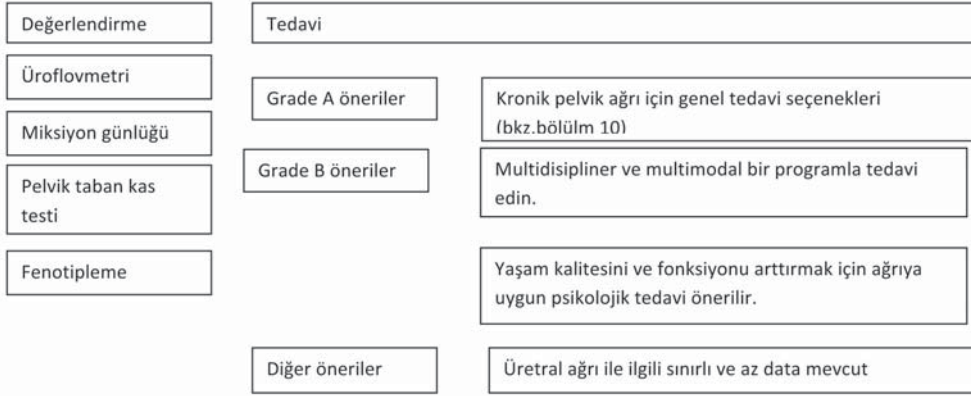 Değerlendirme
Tedavi
Üroflovmetri
Grade A öneriler
Kronik pelvik ağrı için genel tedavi seçenekleri
(bkz.bölülm 10)
Miksiyon günlüğü
Grade B öneriler
Multidisipliner ve multimodal bir programla tedavi
edin.
Pelvik taban kas
testi
Fenotipleme
Yaşam kalitesini ve fonksiyonu arttırmak için ağrıya
uygun psikolojik tedavi önerilir.
Diğer öneriler
Üretral ağrı ile ilgili sınırlı ve az data mevcut